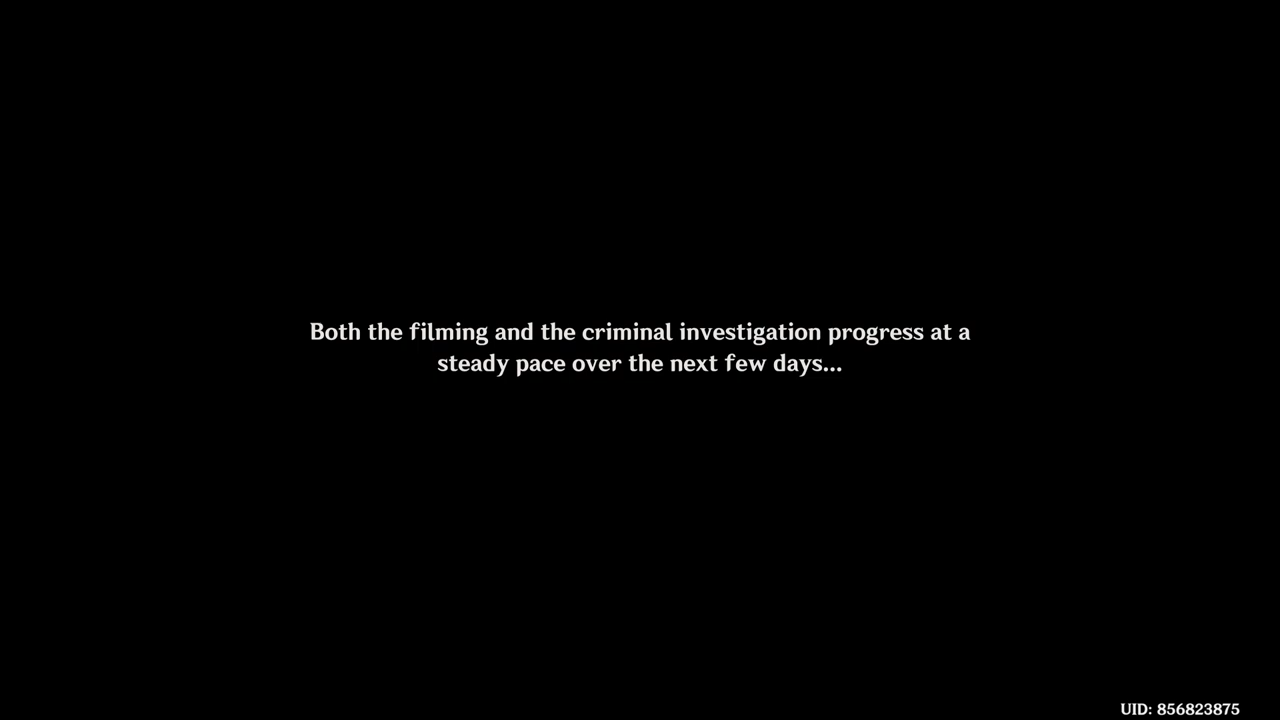 Both the filming and the criminal investigation progress at a
steady pace over the next few days...
UID: 856823875